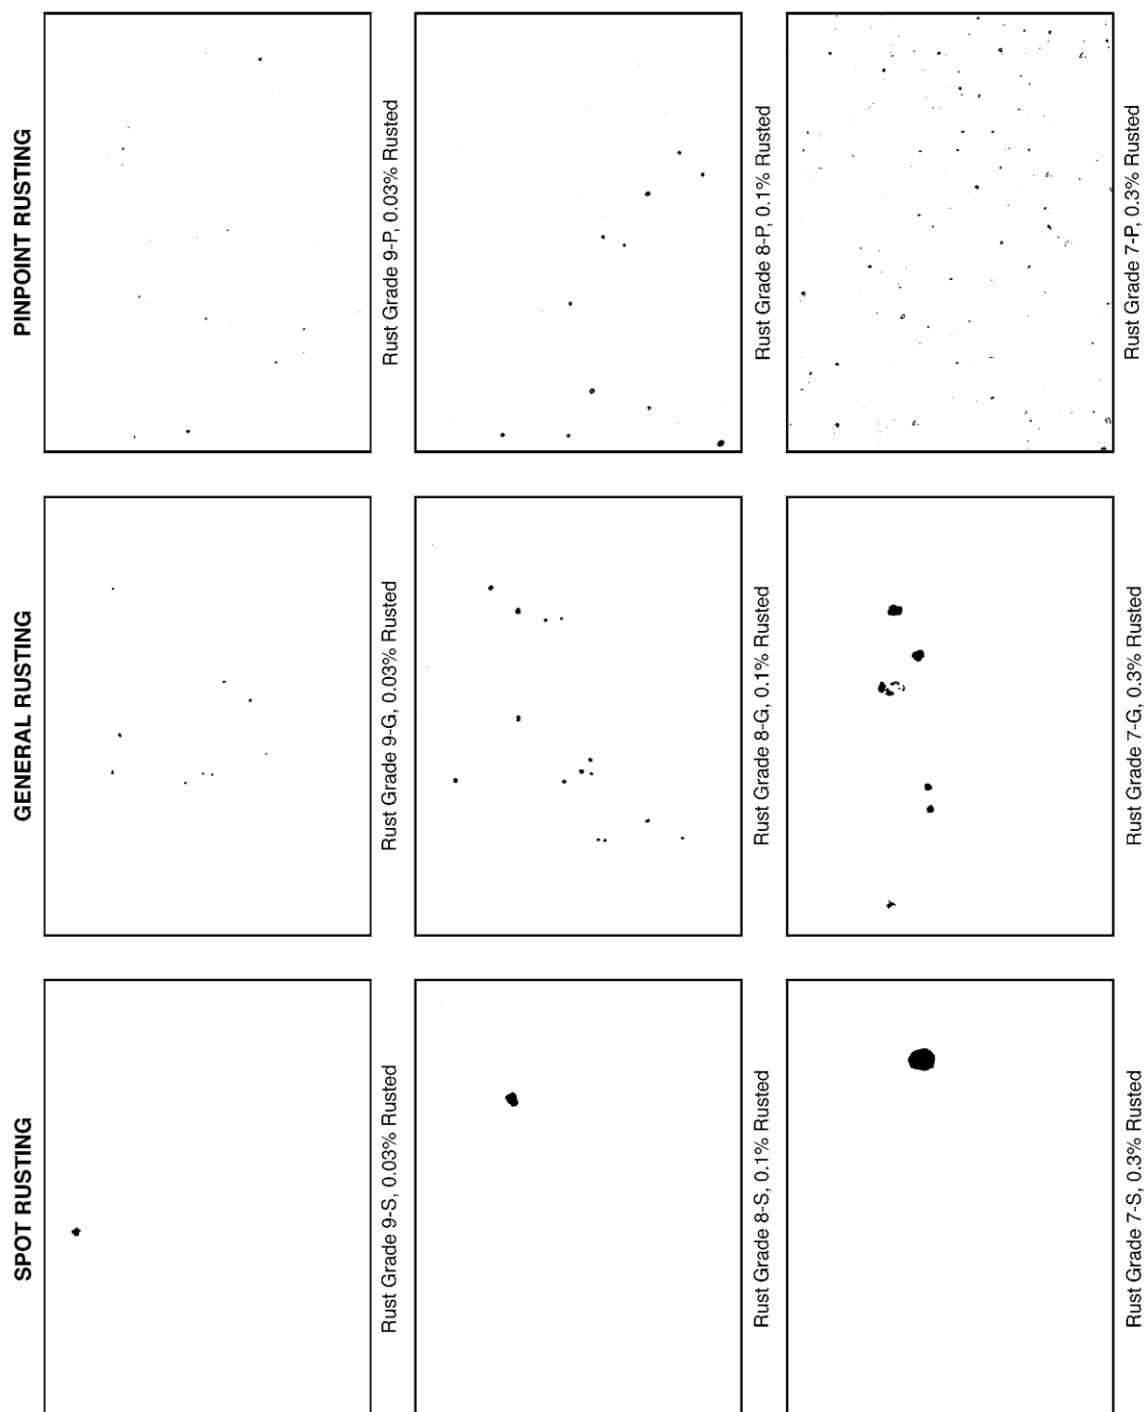 SPOT RUSTING
GENERAL RUSTING
PINPOINT RUSTING
Rust Grade 9-S, 0.03% Rusted
Rust Grade 9-G, 0.03% Rusted
Rust Grade 9-P, 0.03% Rusted
Rust Grade 8-S, 0.1% Rusted
Rust Grade 8-G, 0.1% Rusted
Rust Grade 8-P, 0.1% Rusted
Rust Grade 7-S, 0.3% Rusted
Rust Grade 7-G, 0.3% Rusted
Rust Grade 7-P, 0.3% Rusted